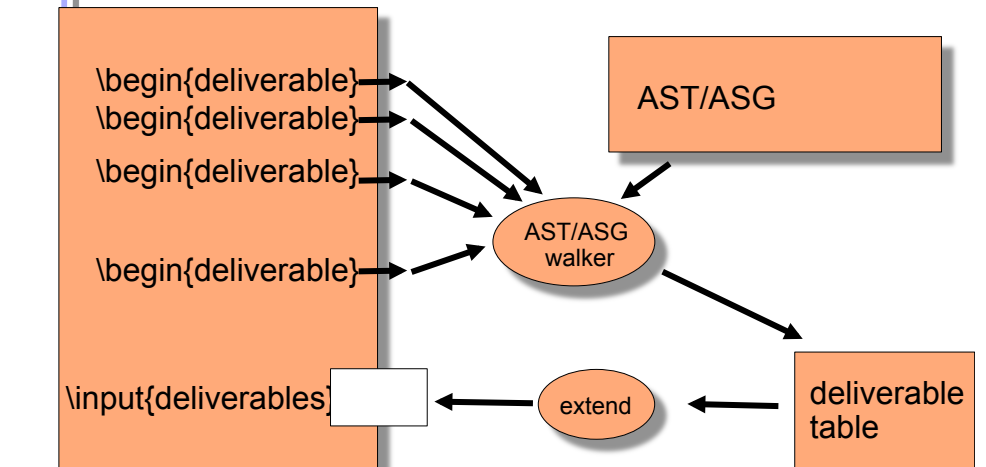 \begin{deliverable}
\begin{deliverable}
\begin{deliverable}
\begin{deliverable}
\input{deliverables}
AST/ASG
AST/ASG
walker
extend
deliverable
table